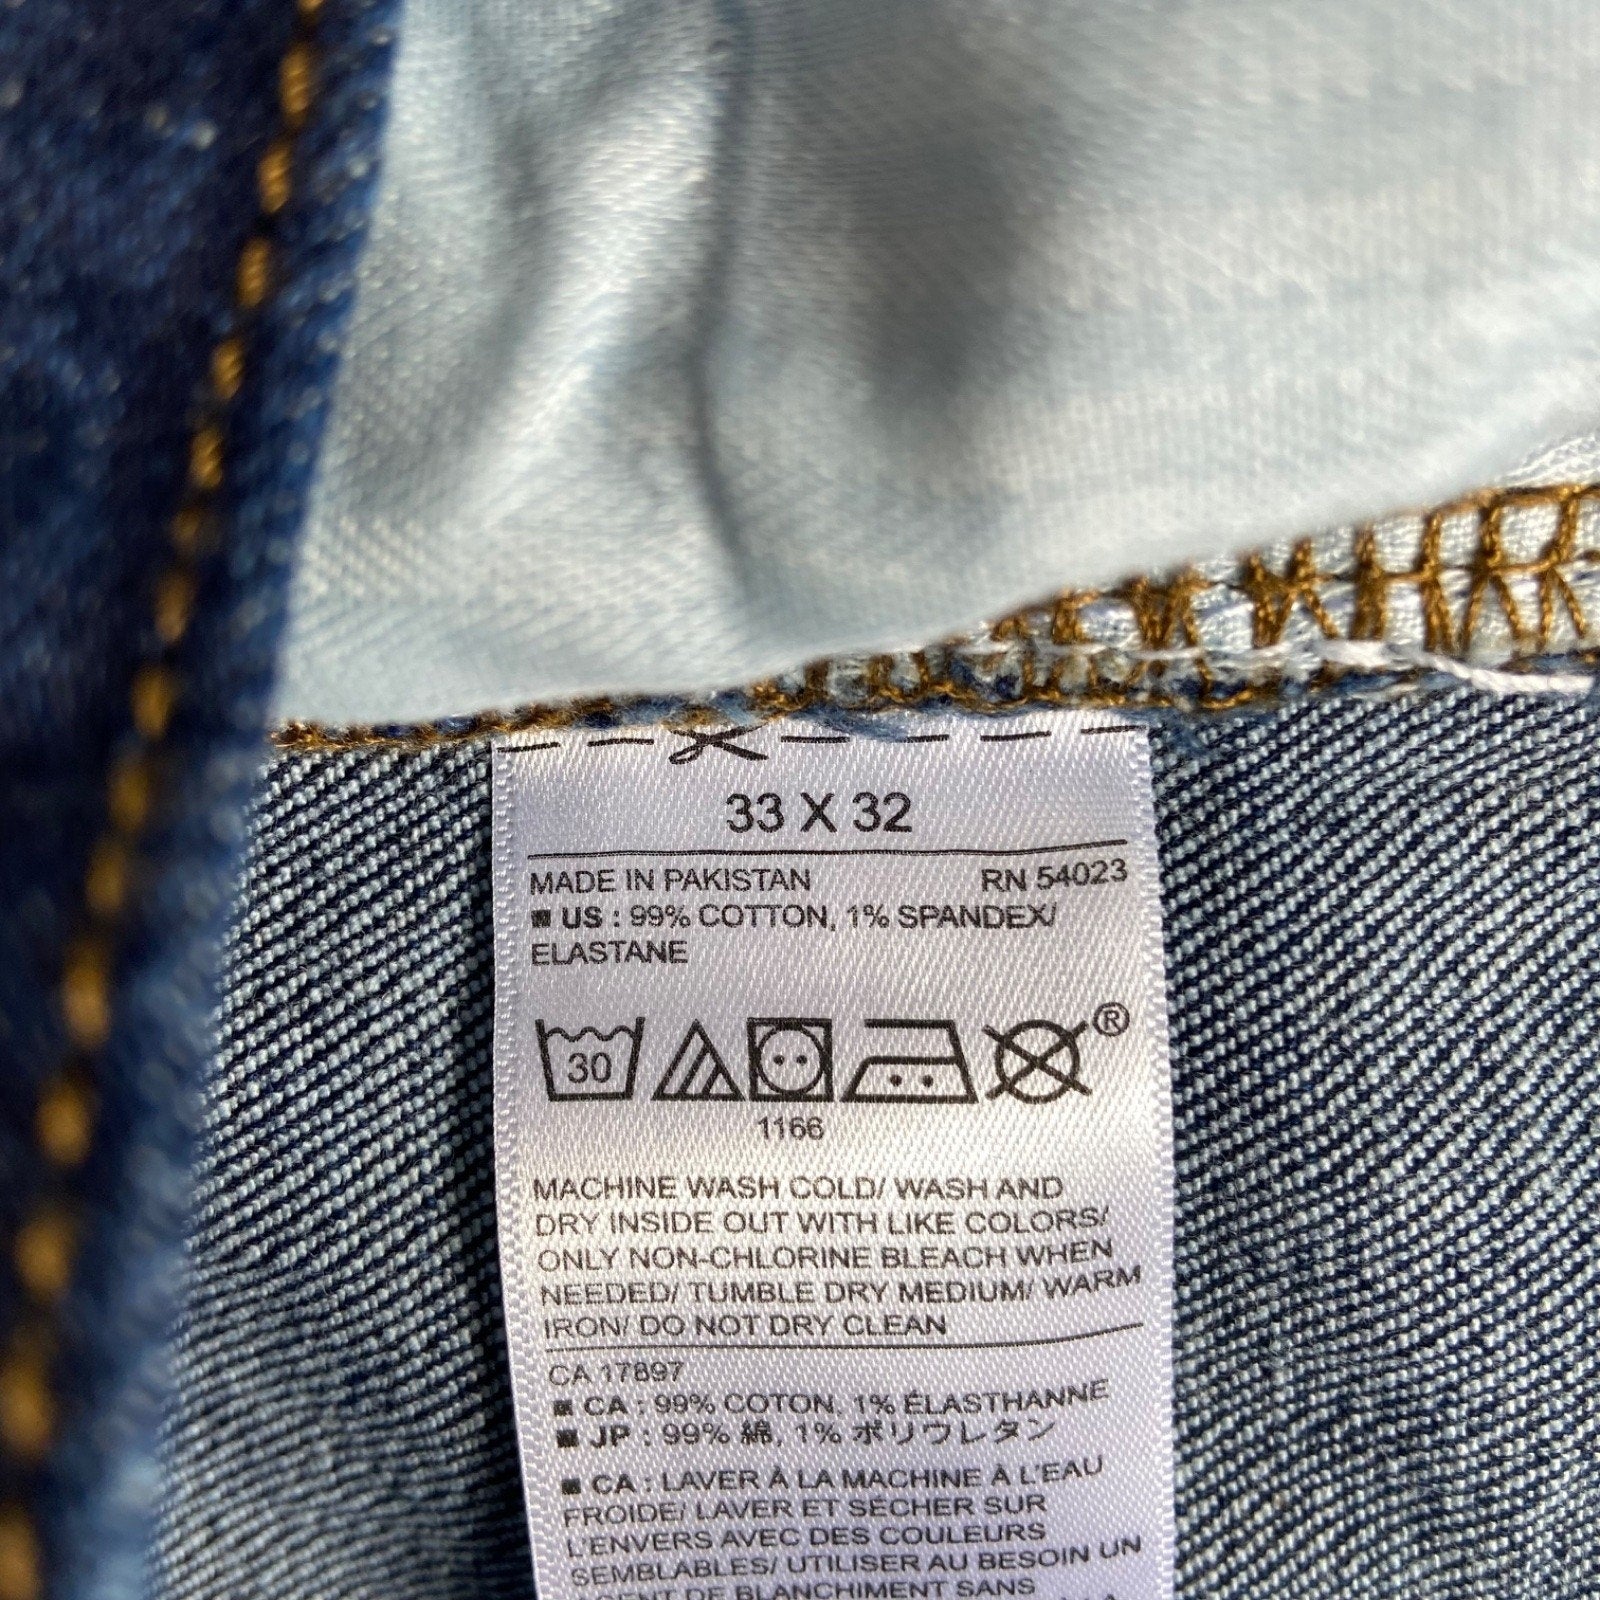 33 X 32
MADE IN PAKISTAN RN 54023
■ US : 99% COTTON, 1% SPANDEX/
ELASTANE
30 ®
1166
MACHINE WASH COLD/ WASH AND
DRY INSIDE OUT WITH LIKE COLORS/
ONLY NON-CHLORINE BLEACH WHEN
NEEDED/ TUMBLE DRY MEDIUM/ WARM
IRON/ DO NOT DRY CLEAN
CA 17897
■ CA : 99% COTON, 1% ÉLASTHANNE
■ JP : 99% 綿, 1% ポリウレタン
■ CA : LAVER À LA MACHINE À L'EAU
FROIDE/ LAVER ET SÉCHER SUR
L'ENVERS AVEC DES COULEURS
SEMBLABLES/ UTILISER AU BESOIN UN
AGENT DE BLANCHIMENT SANS